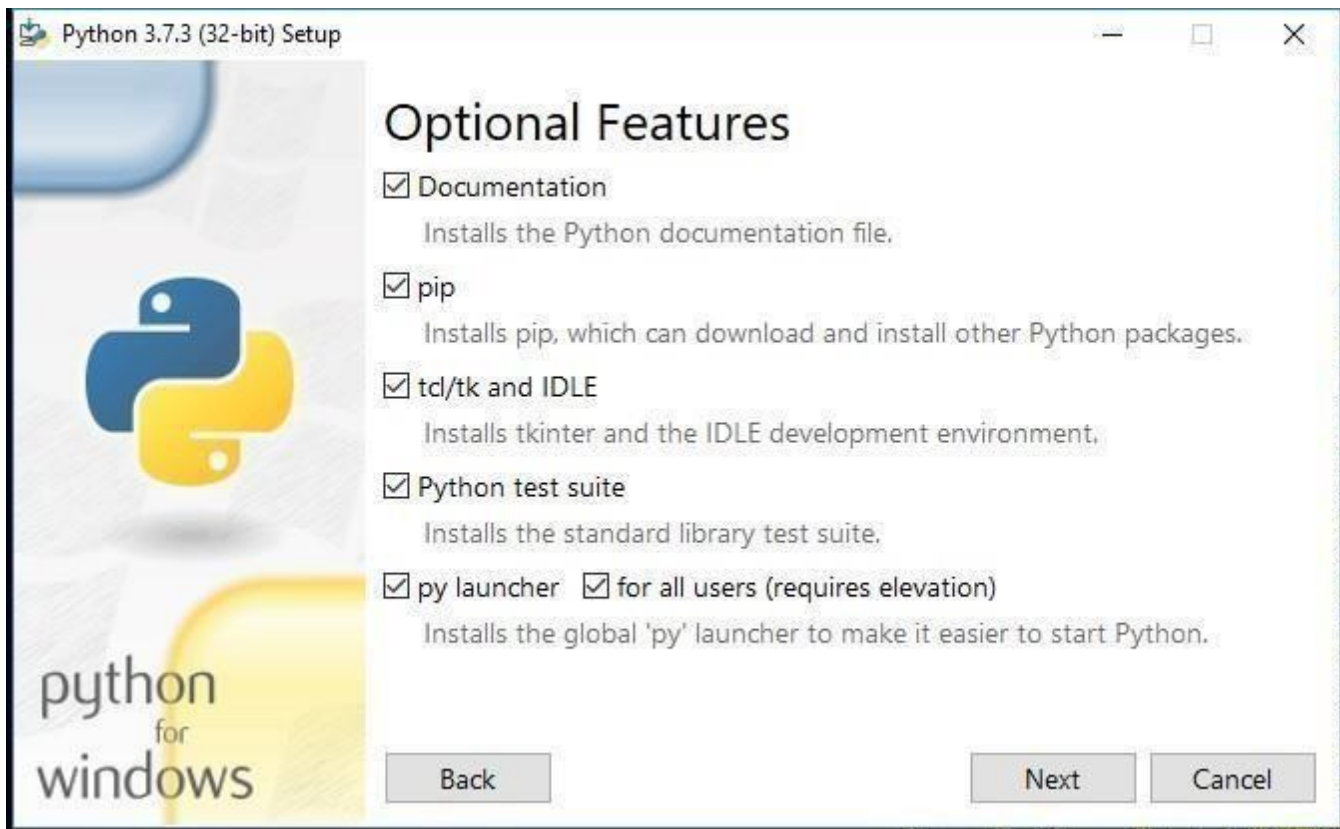 Python 3.7.3 (32-bit) Setup
Optional Features
Documentation
Installs the Python documentation file.
pip
Installs pip, which can download and install other Python packages.
tcl/tk and IDLE
Installs tkinter and the IDLE development environment.
Python test suite
Installs the standard library test suite.
py launcher for all users (requires elevation)
Installs the global 'py' launcher to make it easier to start Python.
python
for
windows
Back Next Cancel